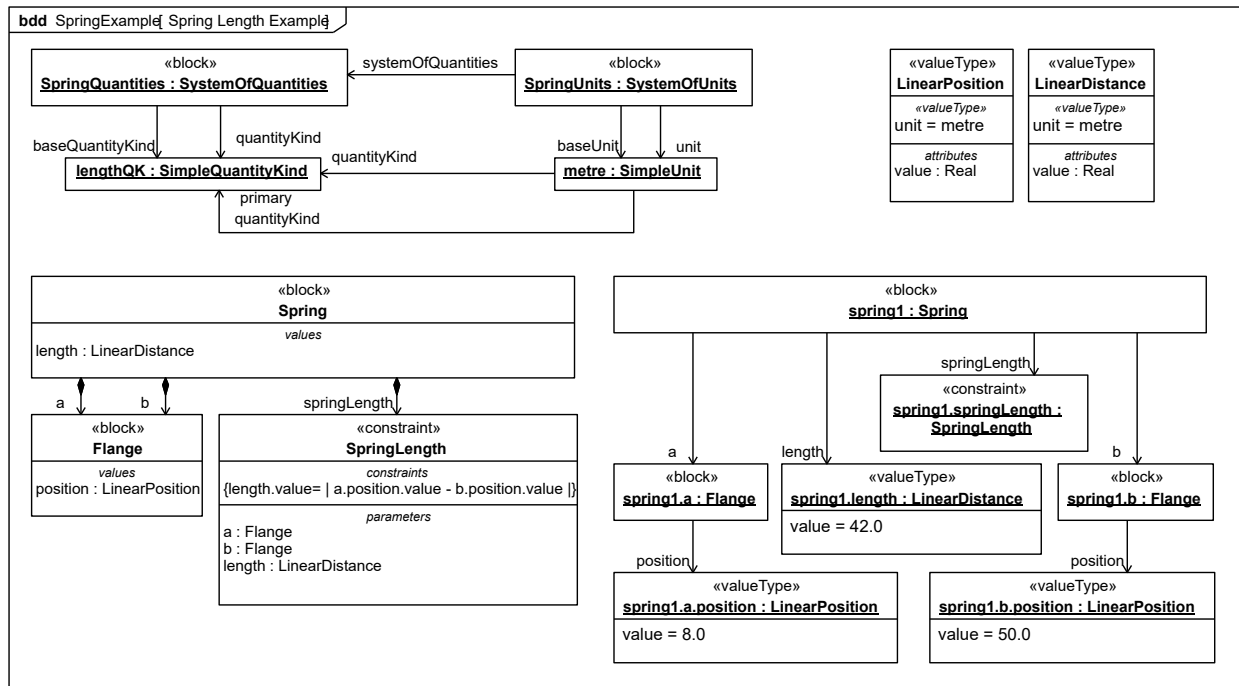 bdd SpringExample[ Spring Length Example]
«block»
SpringQuantities : SystemOfQuantities
systemOfQuantities
«block»
SpringUnits : SystemOfUnits
«valueType»
LinearPosition
«valueType»
unit = metre
attributes
value : Real
«valueType»
LinearDistance
«valueType»
unit = metre
attributes
value : Real
baseQuantityKind
quantityKind
baseUnit
unit
lengthQK : SimpleQuantityKind
quantityKind
metre : SimpleUnit
primary
quantityKind
«block»
Spring
values
length : LinearDistance
a
b
springLength
«block»
Flange
values
position : LinearPosition
«constraint»
SpringLength
constraints
{length.value= | a.position.value - b.position.value |}
parameters
a : Flange
b : Flange
length : LinearDistance
«block»
spring1 : Spring
springLength
«constraint»
spring1.springLength :
SpringLength
a
length
b
«block»
spring1.a : Flange
«valueType»
spring1.length : LinearDistance
value = 42.0
«block»
spring1.b : Flange
position
position
«valueType»
spring1.a.position : LinearPosition
value = 8.0
«valueType»
spring1.b.position : LinearPosition
value = 50.0